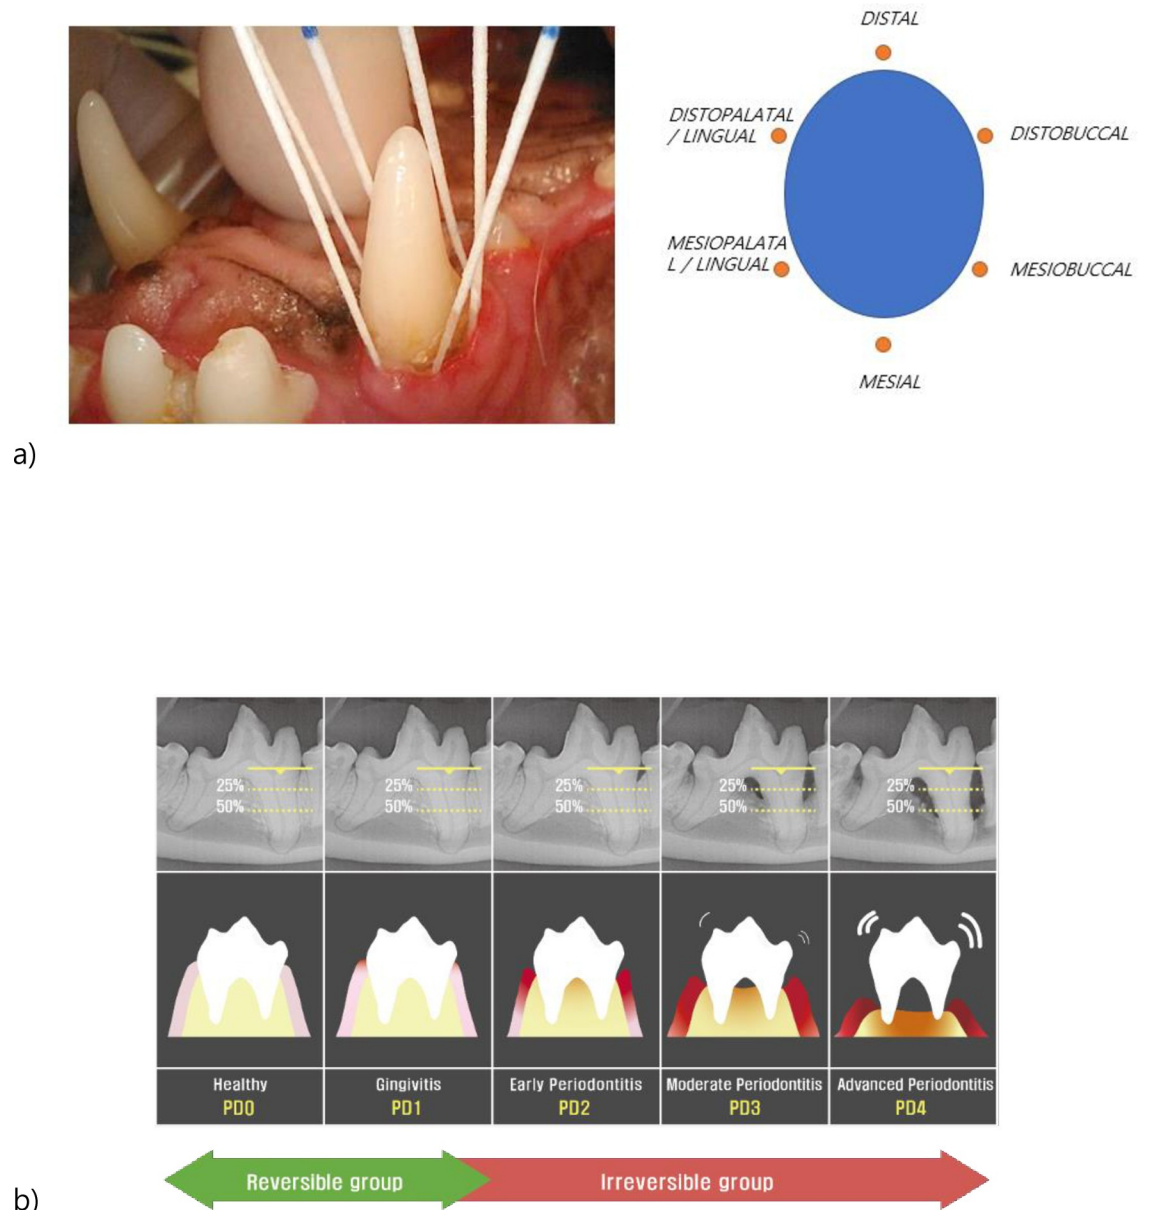 DISTAL
DISTOPALATAL
/ LINGUAL
DISTOBUCCAL
MESIOPALATA
L / LINGUAL
MESIOBUCCAL
MESIAL
a)
25%
50%
25%
50%
25%
50%
25%
50%
25%
50%
Healthy
PD0
Gingivitis
PD1
Early Periodontitis
PD2
Moderate Periodontitis
PD3
Advanced Periodontitis
PD4
Reversible group
Irreversible group
b)